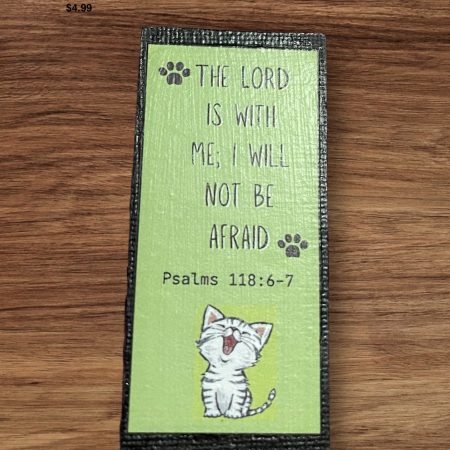 $4.99
THE LORD
IS WITH
ME; I WILL
NOT BE
AFRAID
Psalms 118:6-7